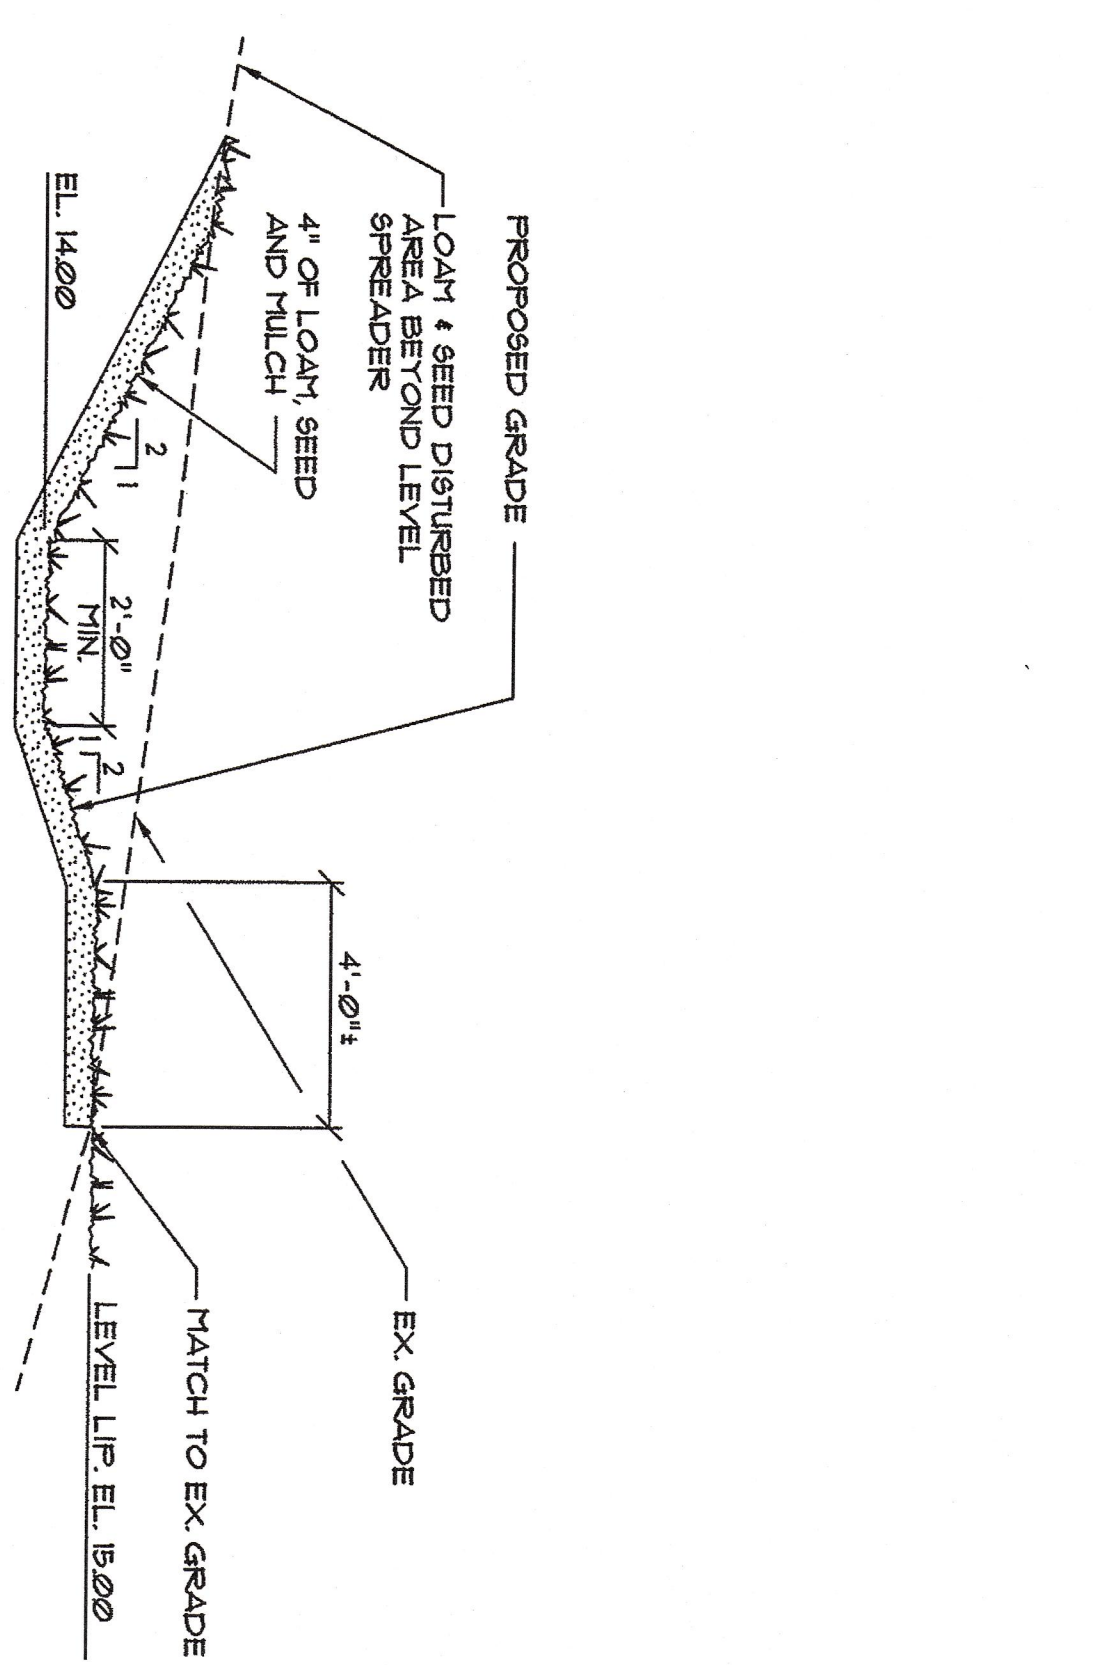 PROPOSED GRADE
LOAM & SEED DISTURBED
AREA BEYOND LEVEL
SPREADER
4" OF LOAM, SEED
AND MULCH
EL. 14.00
2
1
2'-0"
MIN.
1
2
4'-0"±
EX. GRADE
MATCH TO EX. GRADE
LEVEL LIP. EL. 15.00